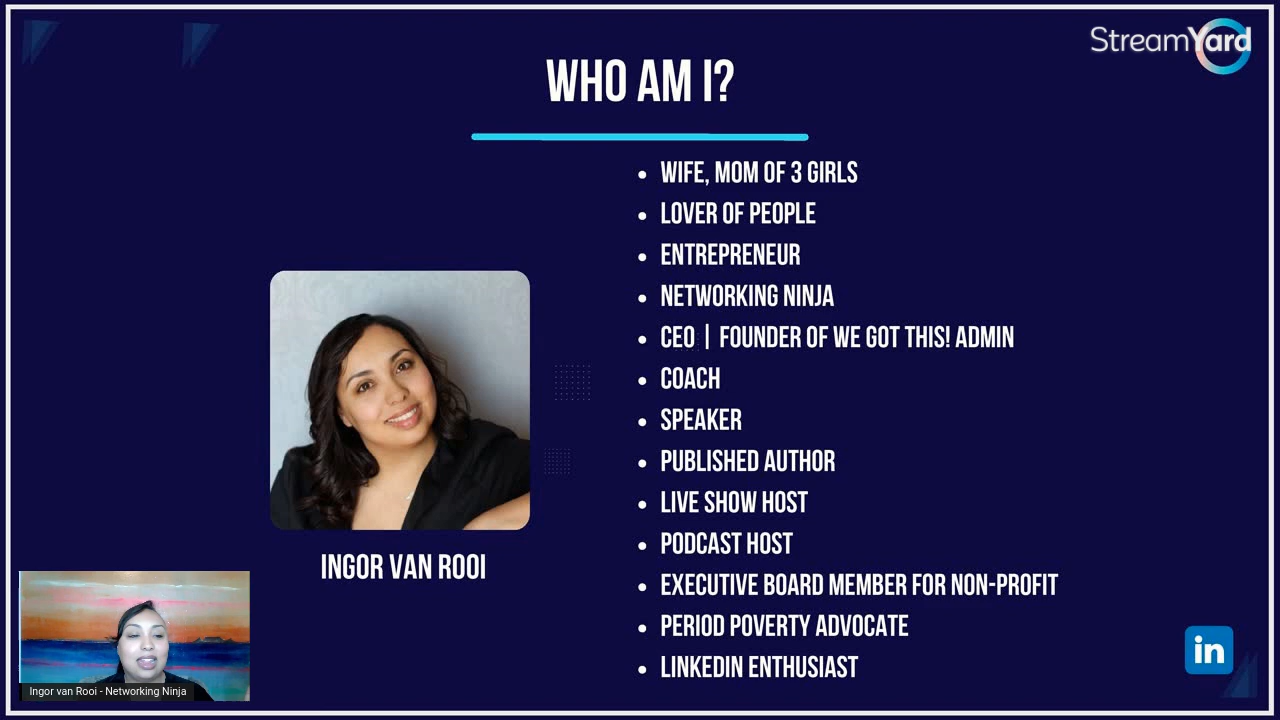 StreamYard
WHO AM I?
WIFE, MOM OF 3 GIRLS
LOVER OF PEOPLE
ENTREPRENEUR
NETWORKING NINJA
CEO | FOUNDER OF WE GOT THIS! ADMIN
COACH
SPEAKER
PUBLISHED AUTHOR
LIVE SHOW HOST
PODCAST HOST
EXECUTIVE BOARD MEMBER FOR NON-PROFIT
PERIOD POVERTY ADVOCATE
LINKEDIN ENTHUSIAST
INGOR VAN ROOI
Ingor van Rooi - Networking Ninja
in